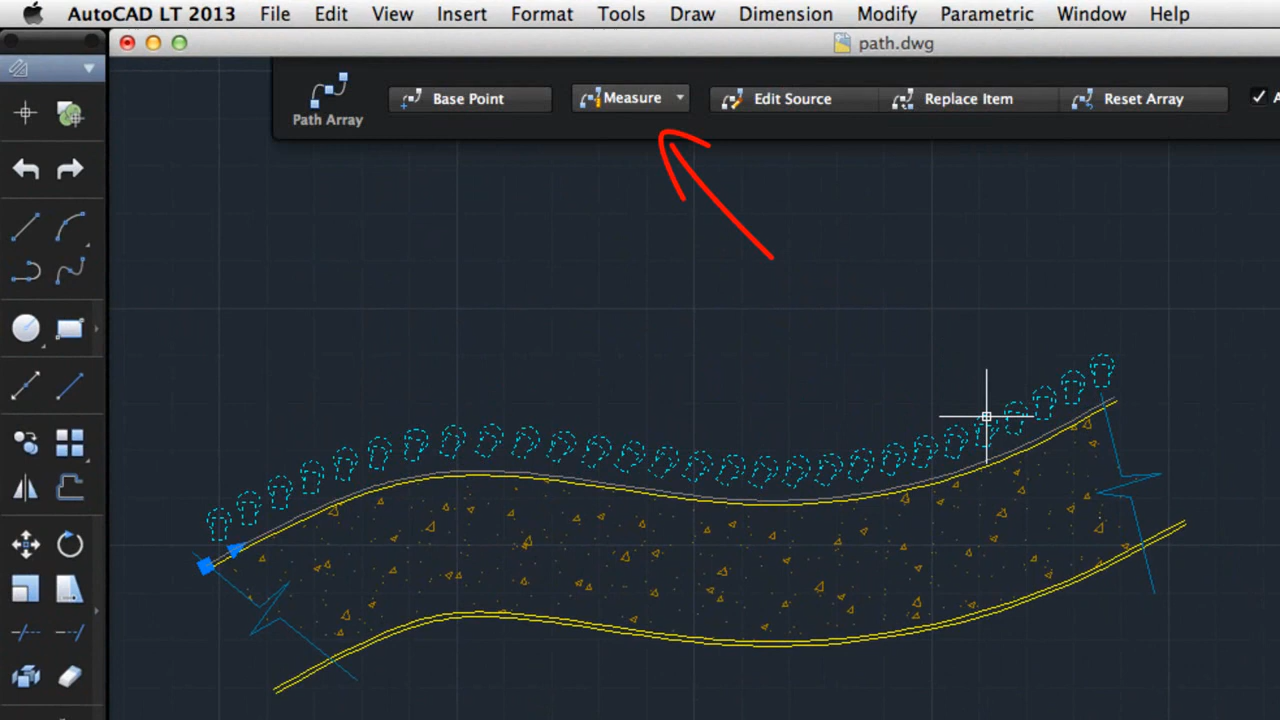 AutoCAD LT 2013 File Edit View Insert Format Tools Draw Dimension Modify Parametric Window Help
path.dwg
Path Array
Base Point
Measure
Edit Source
Replace Item
Reset Array
A